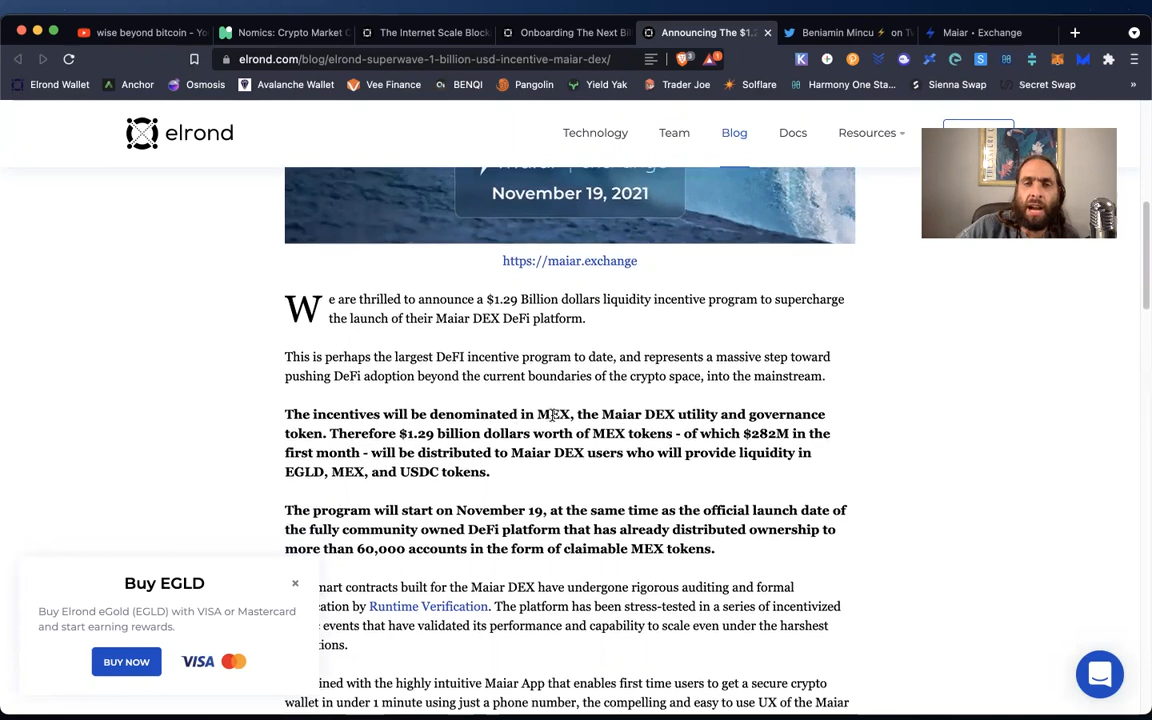 wise beyond bitcoin - Yo
Nomics: Crypto Market C
The Internet Scale Block
Onboarding The Next Bi
Announcing The $1.
Beniamin Mincu ⚡ on Tw
Maiar • Exchange
elrond.com/blog/elrond-superwave-1-billion-usd-incentive-maiar-dex/
Elrond Wallet Anchor Osmosis Avalanche Wallet Vee Finance BENQI Pangolin Yield Yak Trader Joe Solflare Harmony One Sta... Sienna Swap Secret Swap »
elrond
Technology Team Blog Docs Resources
November 19, 2021
https://maiar.exchange
We are thrilled to announce a $1.29 Billion dollars liquidity incentive program to supercharge
the launch of their Maiar DEX DeFi platform.
This is perhaps the largest DeFI incentive program to date, and represents a massive step toward
pushing DeFi adoption beyond the current boundaries of the crypto space, into the mainstream.
The incentives will be denominated in MEX, the Maiar DEX utility and governance
token. Therefore $1.29 billion dollars worth of MEX tokens - of which $282M in the
first month - will be distributed to Maiar DEX users who will provide liquidity in
EGLD, MEX, and USDC tokens.
The program will start on November 19, at the same time as the official launch date of
the fully community owned DeFi platform that has already distributed ownership to
more than 60,000 accounts in the form of claimable MEX tokens.
mart contracts built for the Maiar DEX have undergone rigorous auditing and formal
cation by Runtime Verification. The platform has been stress-tested in a series of incentivized
events that have validated its performance and capability to scale even under the harshest
tions.
ined with the highly intuitive Maiar App that enables first time users to get a secure crypto
wallet in under 1 minute using just a phone number, the compelling and easy to use UX of the Maiar
Buy EGLD ×
Buy Elrond eGold (EGLD) with VISA or Mastercard
and start earning rewards.
BUY NOW VISA